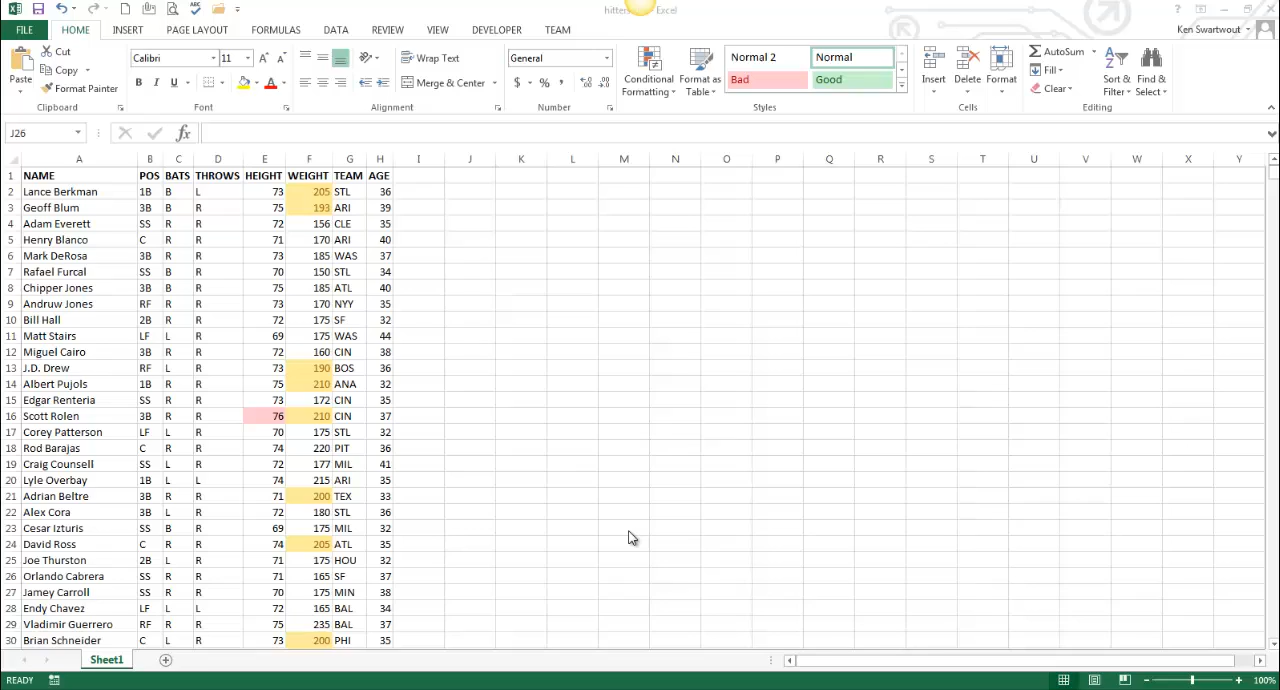 hitters - Excel
FILE HOME INSERT PAGE LAYOUT FORMULAS DATA REVIEW VIEW DEVELOPER TEAM Ken Swartwout
Paste Cut Copy Format Painter Clipboard
Calibri 11 B I U A Font
Wrap Text Merge & Center Alignment
General $ % , Number
Conditional Formatting Format as Table Normal 2 Normal Bad Good Styles
Insert Delete Format Cells
AutoSum Fill Clear Sort & Filter Find & Select Editing
J26 fx
A B C D E F G H I J K L M N O P Q R S T U V W X Y
1 NAME POS BATS THROWS HEIGHT WEIGHT TEAM AGE
2 Lance Berkman 1B B L 73 205 STL 36
3 Geoff Blum 3B B R 75 193 ARI 39
4 Adam Everett SS R R 72 156 CLE 35
5 Henry Blanco C R R 71 170 ARI 40
6 Mark DeRosa 3B R R 73 185 WAS 37
7 Rafael Furcal SS B R 70 150 STL 34
8 Chipper Jones 3B B R 75 185 ATL 40
9 Andruw Jones RF R R 73 170 NYY 35
10 Bill Hall 2B R R 72 175 SF 32
11 Matt Stairs LF L R 69 175 WAS 44
12 Miguel Cairo 3B R R 72 160 CIN 38
13 J.D. Drew RF L R 73 190 BOS 36
14 Albert Pujols 1B R R 75 210 ANA 32
15 Edgar Renteria SS R R 73 172 CIN 35
16 Scott Rolen 3B R R 76 210 CIN 37
17 Corey Patterson LF L R 70 175 STL 32
18 Rod Barajas C R R 74 220 PIT 36
19 Craig Counsell SS L R 72 177 MIL 41
20 Lyle Overbay 1B L L 74 215 ARI 35
21 Adrian Beltre 3B R R 71 200 TEX 33
22 Alex Cora 3B L R 72 180 STL 36
23 Cesar Izturis SS B R 69 175 MIL 32
24 David Ross C R R 74 205 ATL 35
25 Joe Thurston 2B L R 71 175 HOU 32
26 Orlando Cabrera SS R R 71 165 SF 37
27 Jamey Carroll SS R R 70 175 MIN 38
28 Endy Chavez LF L L 72 165 BAL 34
29 Vladimir Guerrero RF R R 75 235 BAL 37
30 Brian Schneider C L R 73 200 PHI 35
Sheet1
READY 100%